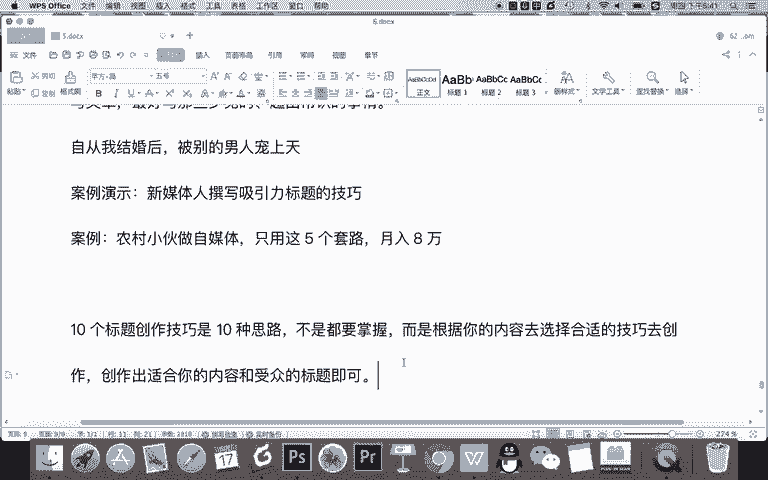 WPS Office 文件 编辑 视图 插入 格式 工具 表格 窗口 帮助
5.docx
5.docx
文件 插入 页面布局 引用 审阅 视图 章节
粘贴 剪切 复制 格式刷 五号 正文 标题 1 标题 2 标题 3 新样式 文字工具 查找替换 选择
自从我结婚后，被别的男人宠上天
案例演示：新媒体人撰写吸引力标题的技巧
案例：农村小伙做自媒体，只用这 5 个套路，月入 8 万
10 个标题创作技巧是 10 种思路，不是都要掌握，而是根据你的内容去选择合适的技巧去创
作，创作出适合你的内容和受众的标题即可。
274 %
17